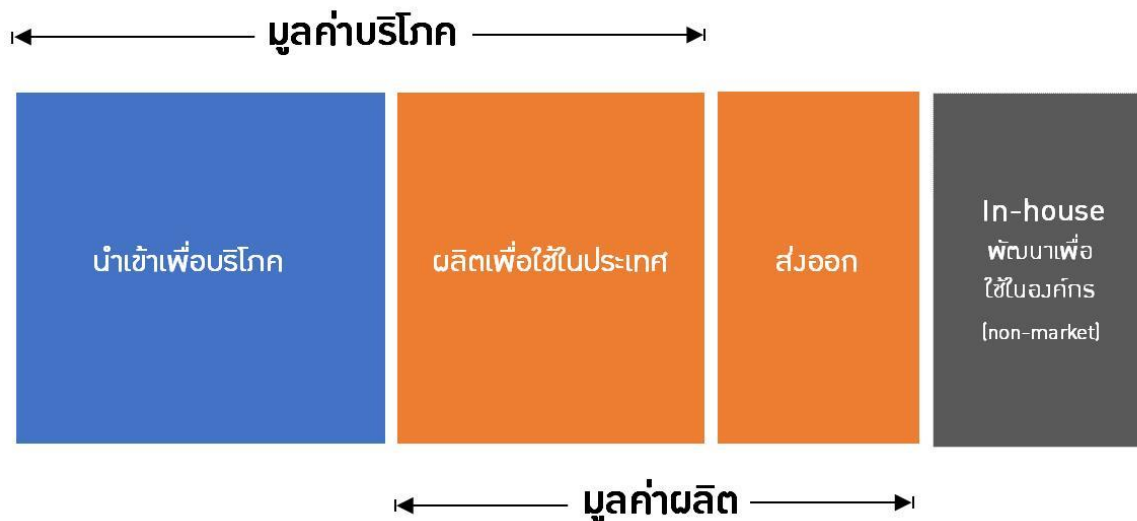 มูลค่าบริโภค
นำเข้าเพื่อบริโภค
ผลิตเพื่อใช้ในประเทศ
ส่งออก
In-house
พัฒนาเพื่อ
ใช้ในองค์กร
(non-market)
มูลค่าผลิต